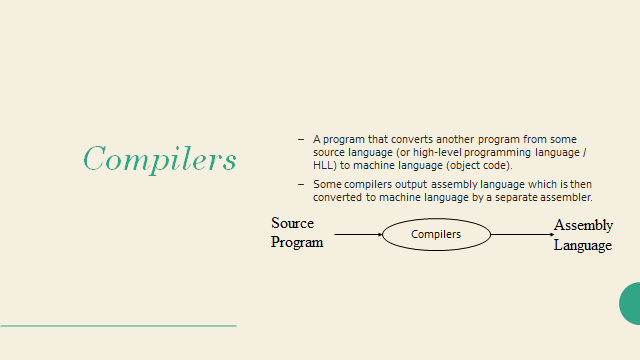 Compilers
– A program that converts another program from some
source language (or high-level programming language /
HLL) to machine language (object code).
– Some compilers output assembly language which is then
converted to machine language by a separate assembler.
Source
Program
Compilers
Assembly
Language